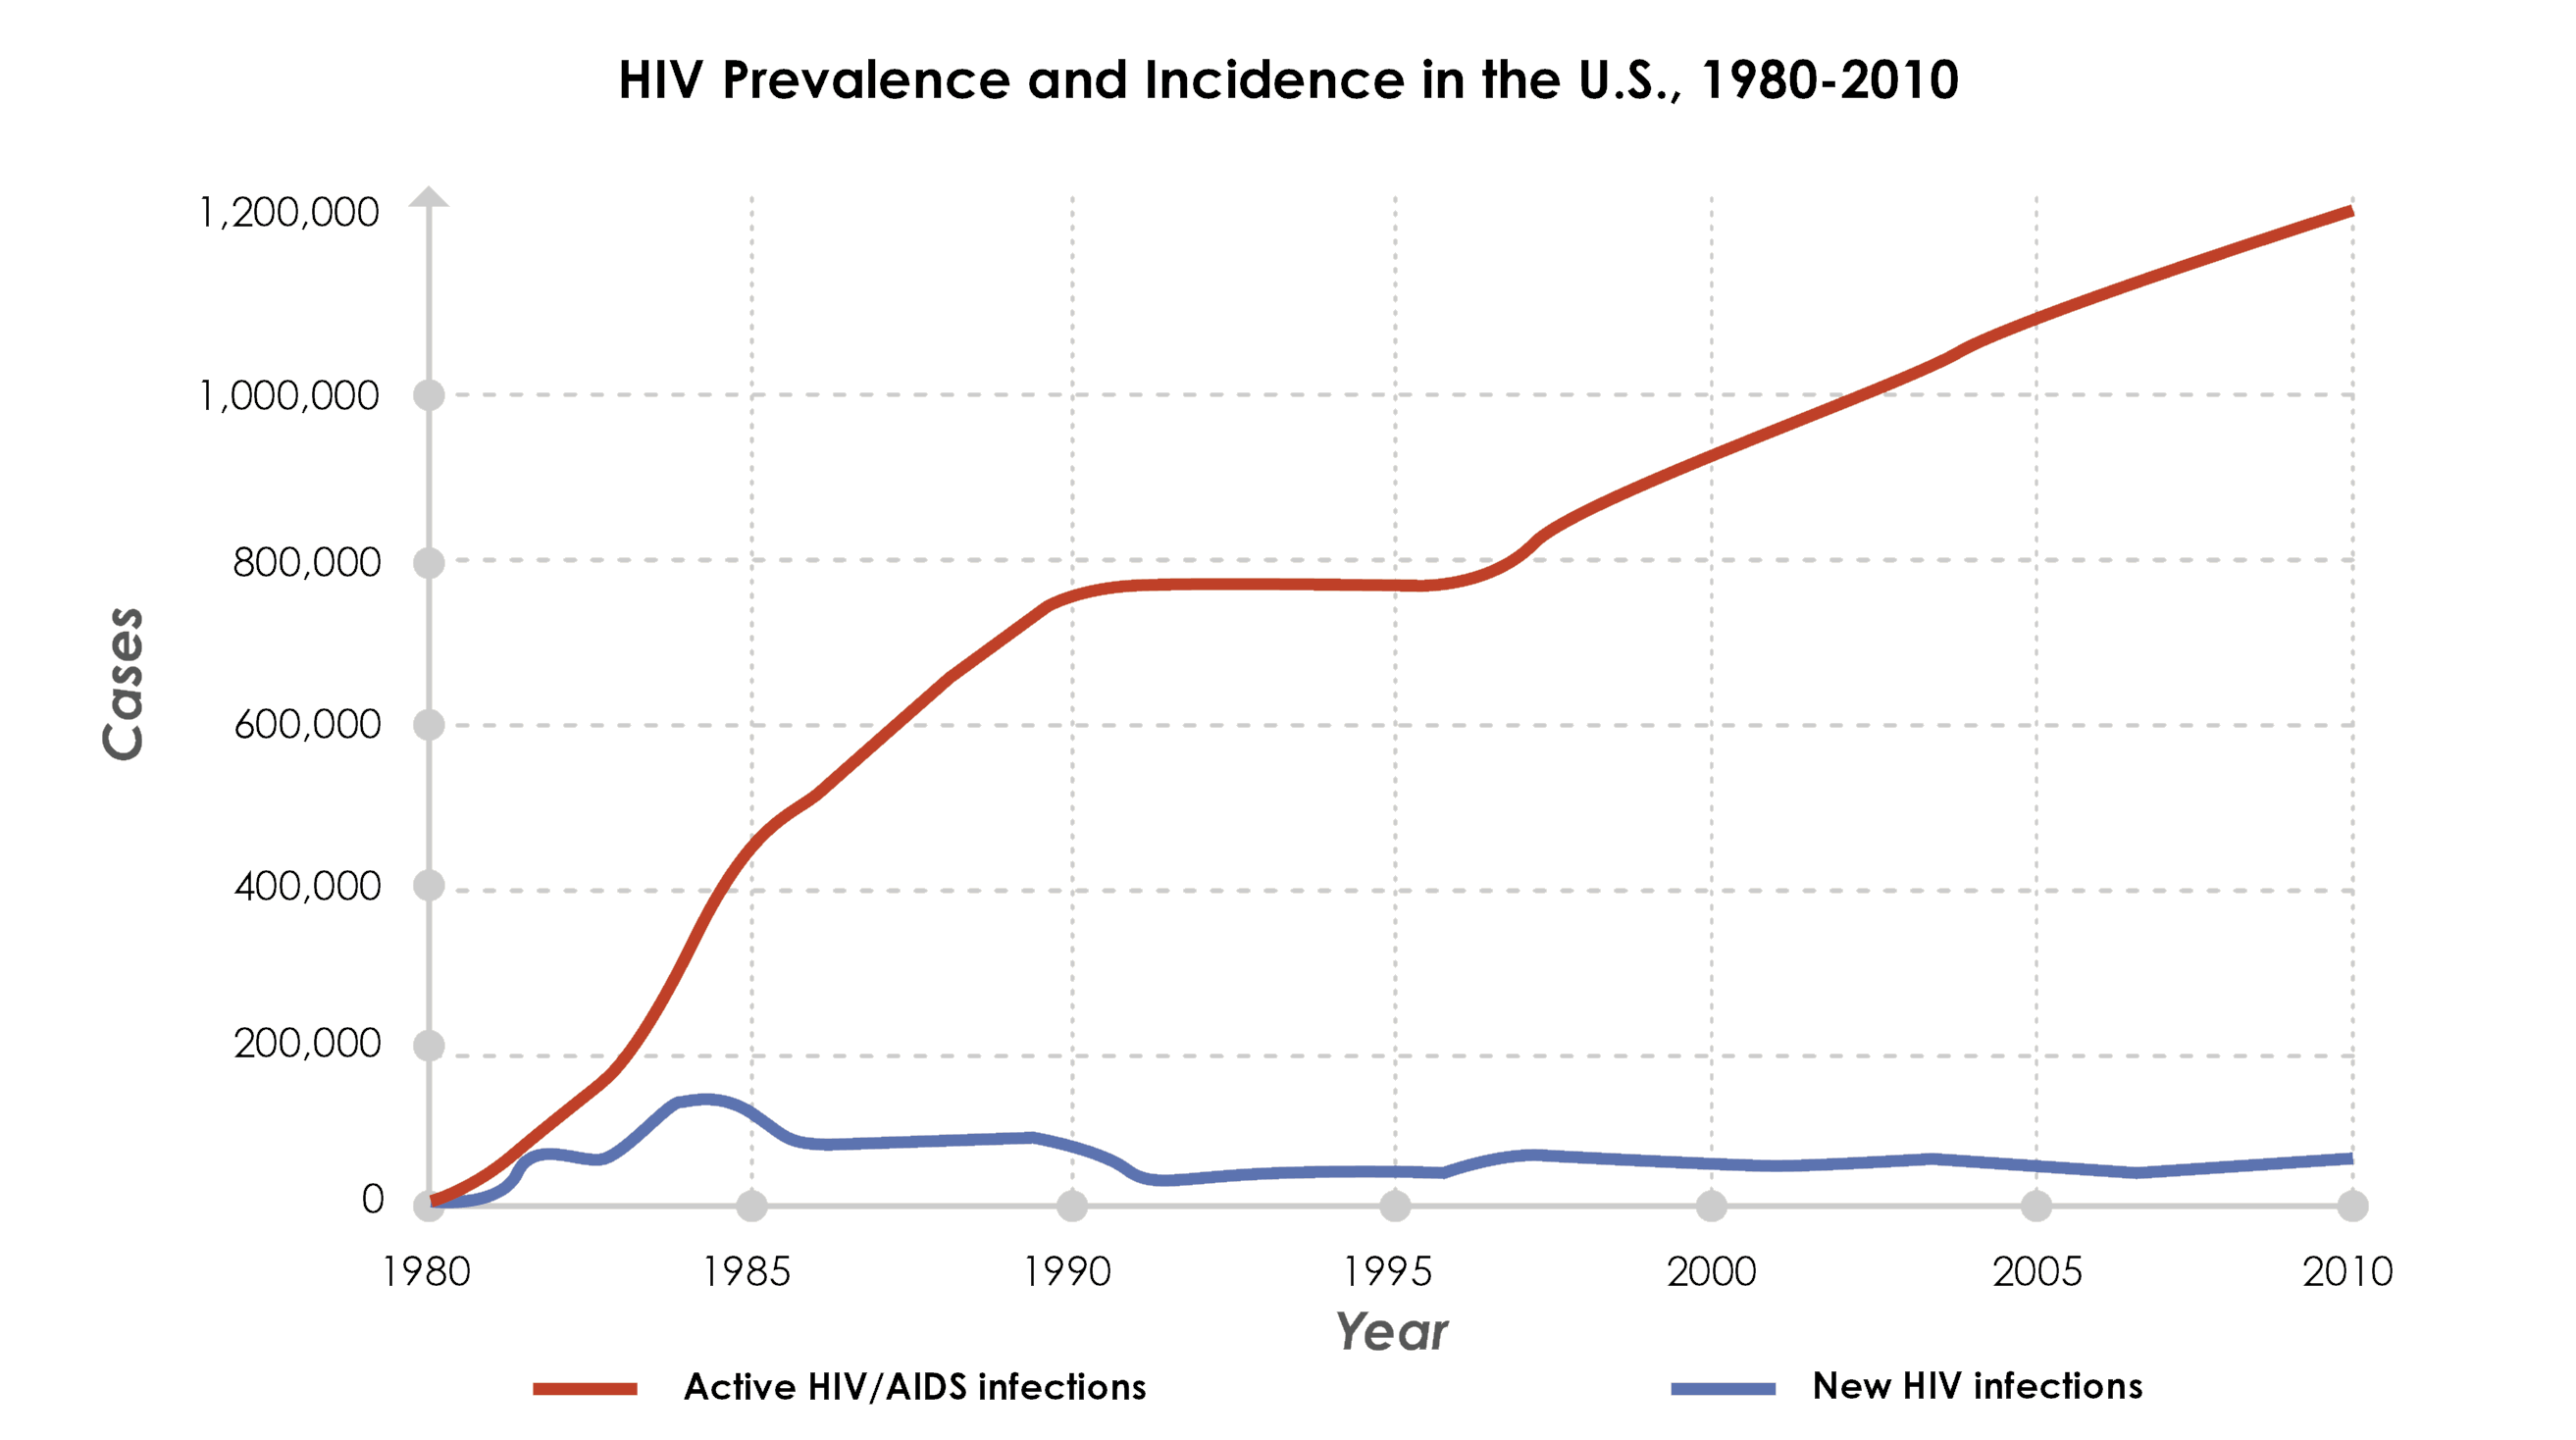 HIV Prevalence and Incidence in the U.S., 1980-2010
1,200,000
1,000,000
800,000
600,000
400,000
200,000
0
Cases
1980
1985
1990
1995
2000
2005
2010
Year
Active HIV/AIDS infections
New HIV infections